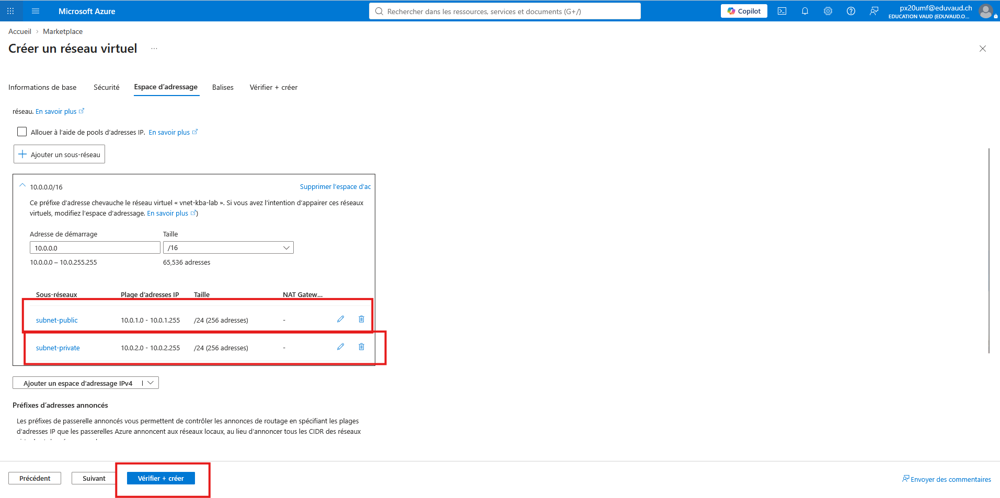 Microsoft Azure
Rechercher dans les ressources, services et documents (G+/)
Copilot
px20umf@eduvaud.ch
EDUCATION VAUD (EDUVAUD.O...
Accueil > Marketplace
Créer un réseau virtuel ...
Informations de base Sécurité Espace d’adressage Balises Vérifier + créer
réseau. En savoir plus
Allouer à l’aide de pools d’adresses IP. En savoir plus
Ajouter un sous-réseau
10.0.0.0/16 Supprimer l’espace d’ac
Ce préfixe d’adresse chevauche le réseau virtuel « vnet-kba-lab ». Si vous avez l’intention d’appairer ces réseaux
virtuels, modifiez l’espace d’adressage. En savoir plus )
Adresse de démarrage Taille
10.0.0.0 /16
10.0.0.0 – 10.0.255.255 65,536 adresses
Sous-réseaux Plage d’adresses IP Taille NAT Gatew...
subnet-public 10.0.1.0 - 10.0.1.255 /24 (256 adresses) -
subnet-private 10.0.2.0 - 10.0.2.255 /24 (256 adresses) -
Ajouter un espace d’adressage IPv4 |
Préfixes d’adresses annoncés
Les préfixes de passerelle annoncés vous permettent de contrôler les annonces de routage en spécifiant les plages
d’adresses IP que les passerelles Azure annoncent aux réseaux locaux, au lieu d’annoncer tous les CIDR des réseaux
Précédent Suivant Vérifier + créer
Envoyer des commentaires